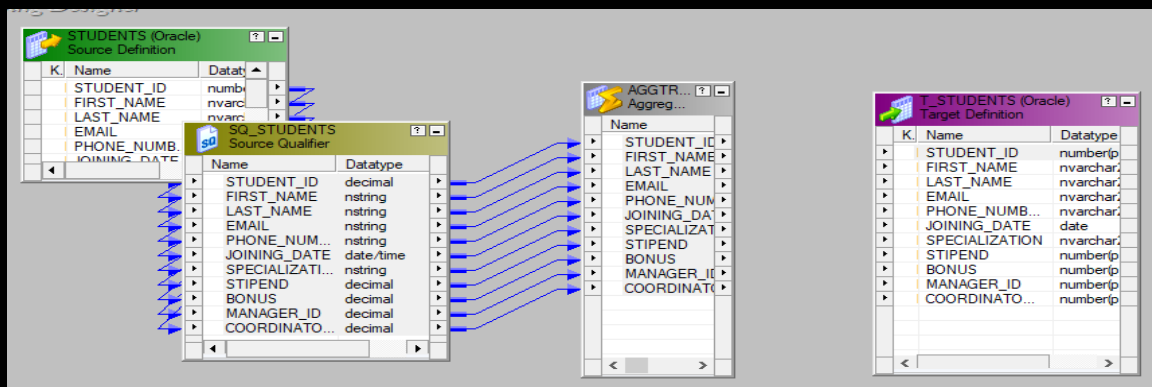 STUDENTS (Oracle)
Source Definition
K. Name Datat
STUDENT_ID numb
FIRST_NAME nvarc
LAST_NAME nvarc
EMAIL
PHONE_NUMB.
JOINING_DATE
SQ_STUDENTS
Source Qualifier
Name Datatype
STUDENT_ID decimal
FIRST_NAME nstring
LAST_NAME nstring
EMAIL nstring
PHONE_NUM... nstring
JOINING_DATE date/time
SPECIALIZATI... nstring
STIPEND decimal
BONUS decimal
MANAGER_ID decimal
COORDINATO... decimal
AGGTR...
Aggreg...
Name
STUDENT_ID
FIRST_NAME
LAST_NAME
EMAIL
PHONE_NUM
JOINING_DAT
SPECIALIZAT
STIPEND
BONUS
MANAGER_ID
COORDINAT
T_STUDENTS (Oracle)
Target Definition
K. Name Datatype
STUDENT_ID number(p
FIRST_NAME nvarchar2
LAST_NAME nvarchar2
EMAIL nvarchar2
PHONE_NUMB... nvarchar2
JOINING_DATE date
SPECIALIZATION nvarchar2
STIPEND number(p
BONUS number(p
MANAGER_ID number(p
COORDINATO... number(p